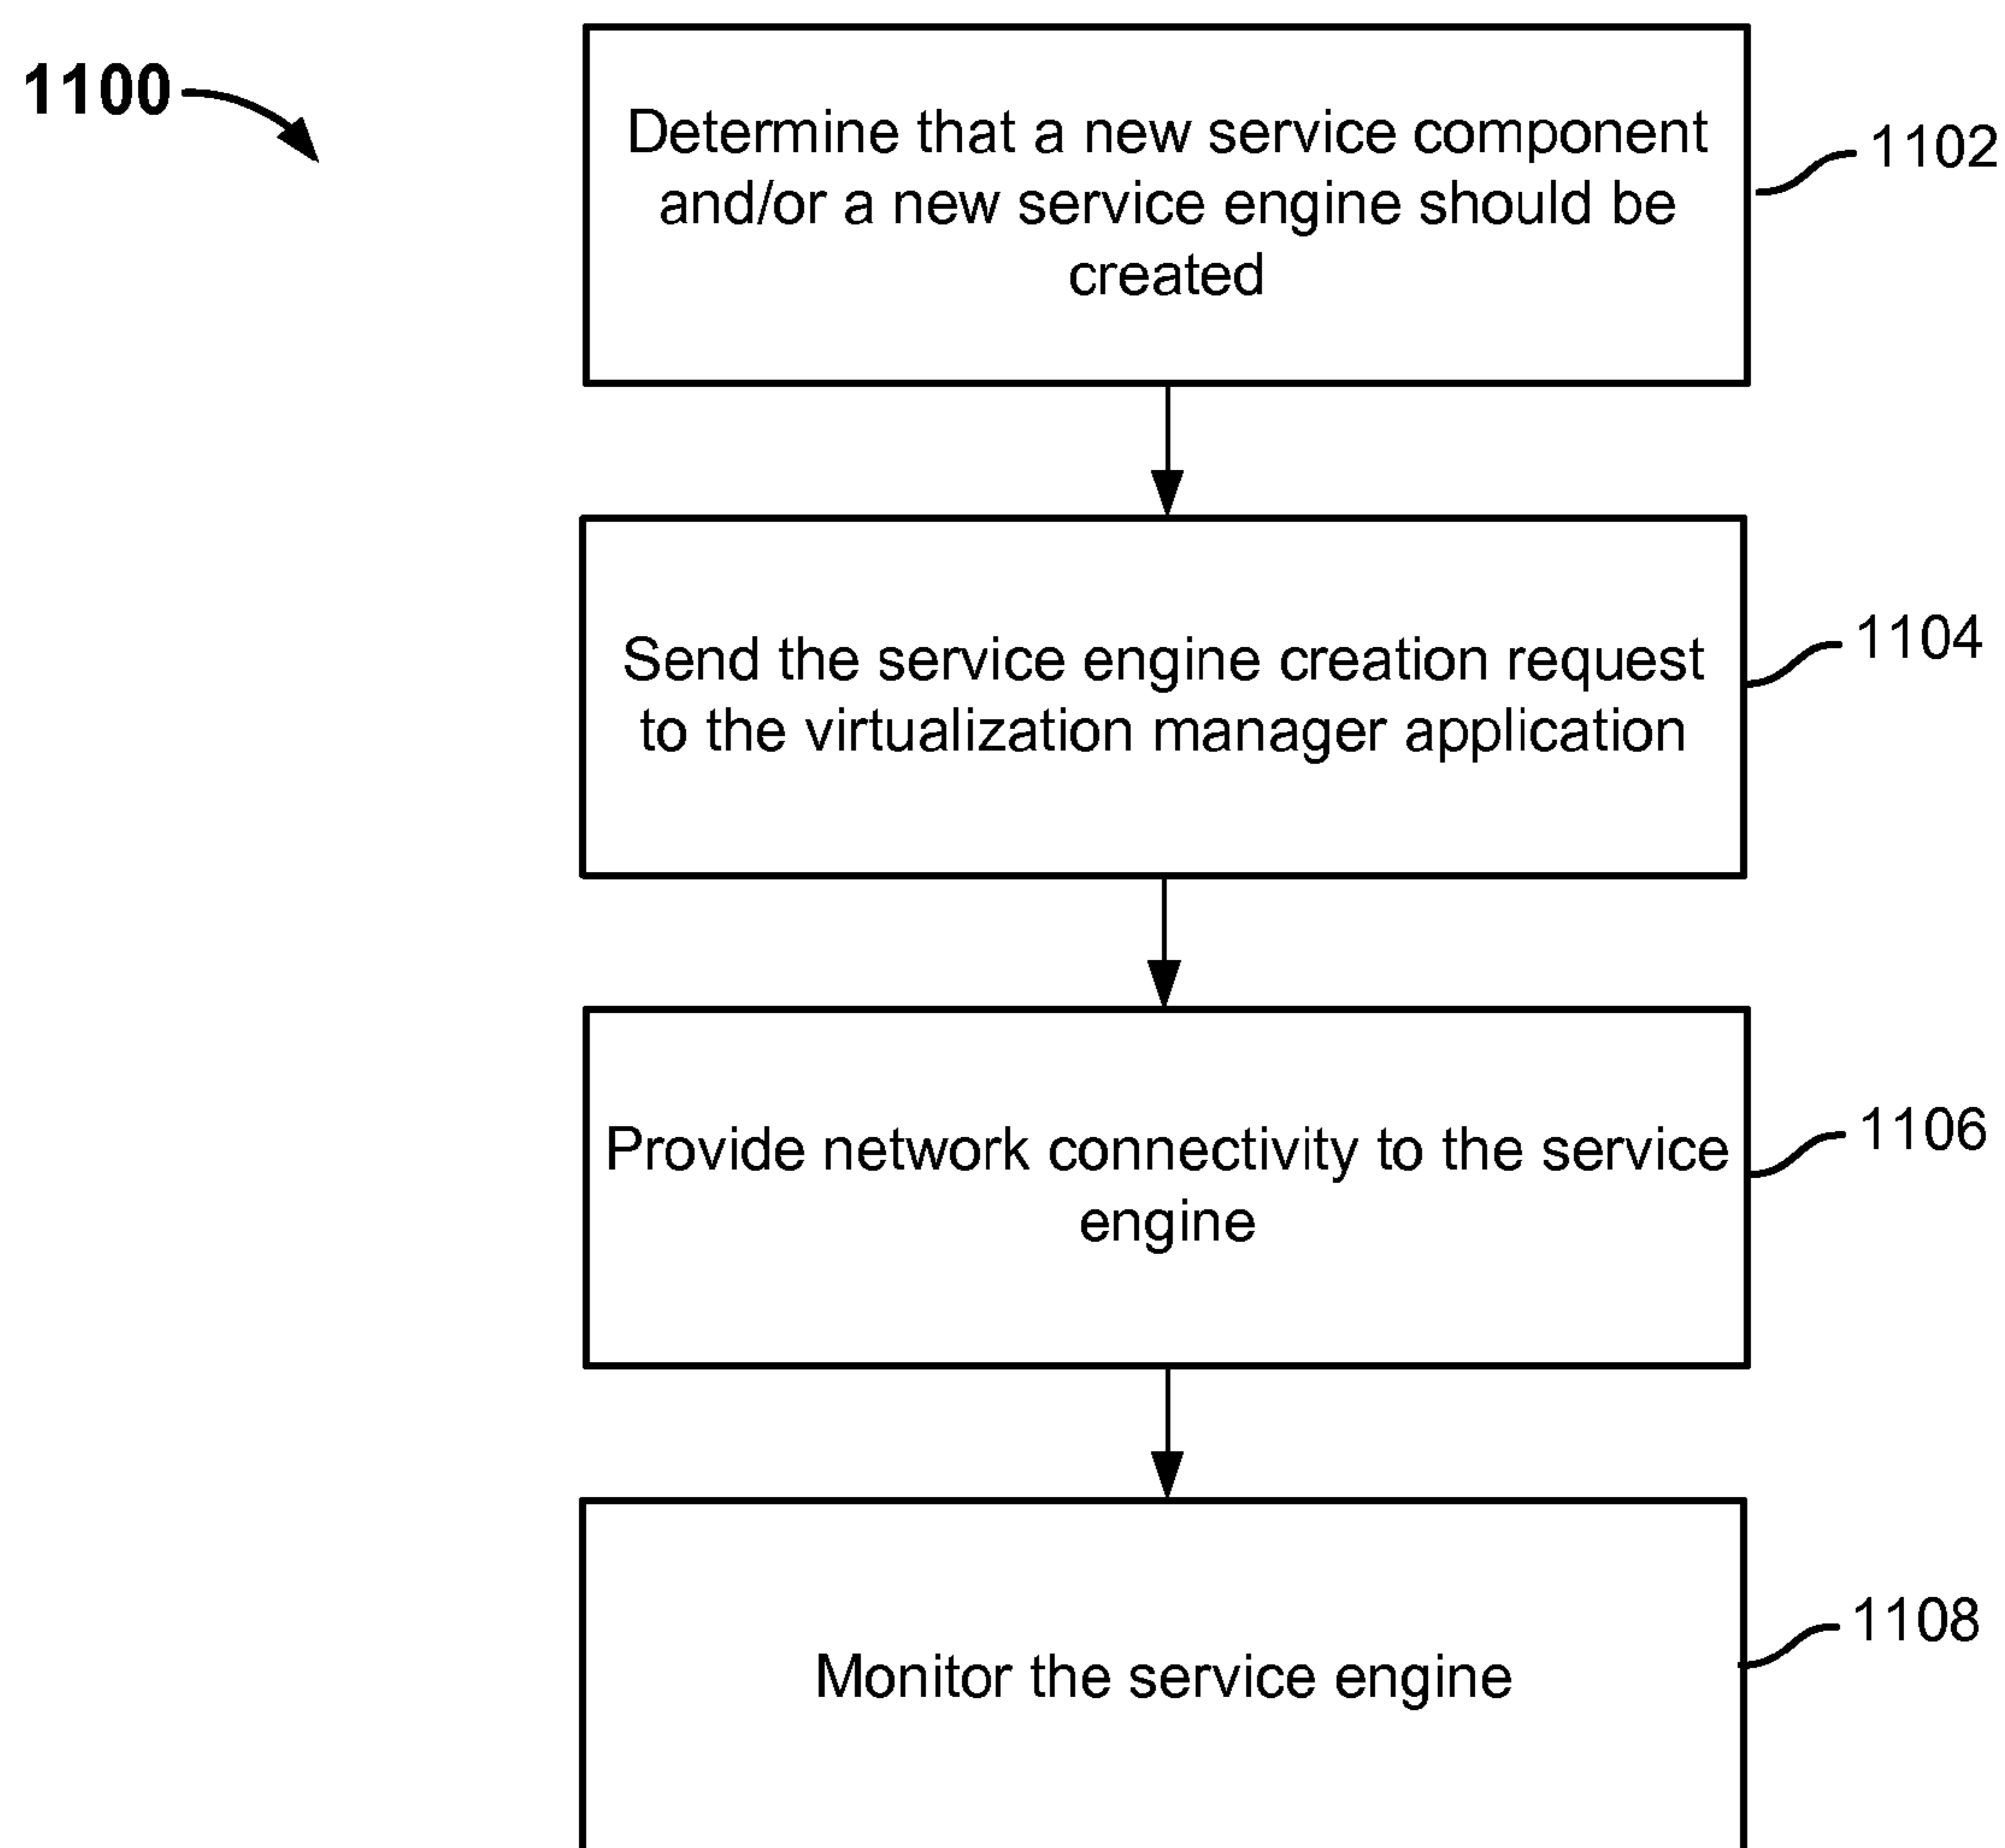 1100
Determine that a new service component
and/or a new service engine should be
created
1102
Send the service engine creation request
to the virtualization manager application
1104
Provide network connectivity to the service
engine
1106
Monitor the service engine
1108